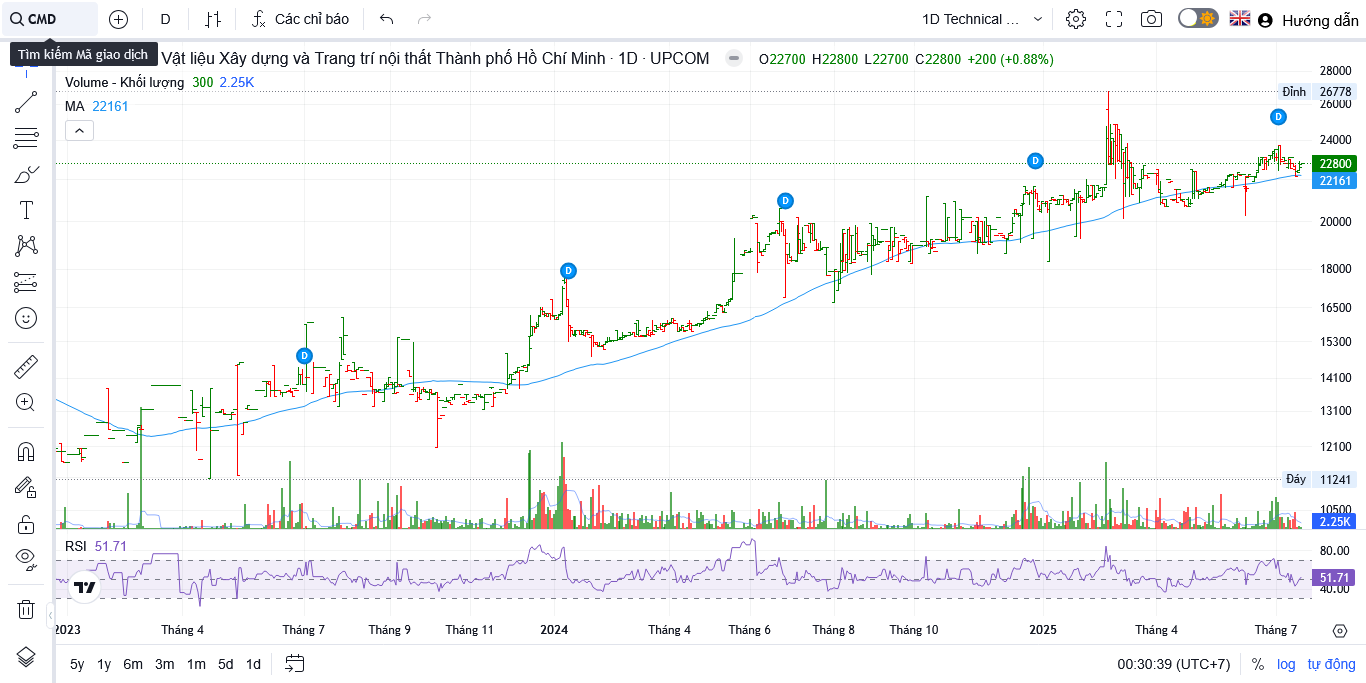 CMD
D
Các chỉ báo
1D Technical ...
Hướng dẫn
Tìm kiếm Mã giao dịch
Vật liệu Xây dựng và Trang trí nội thất Thành phố Hồ Chí Minh · 1D · UPCOM
O22700 H22800 L22700 C22800 +200 (+0.88%)
Volume - Khối lượng 300 2.25K
MA 22161
28000
Đỉnh 26778
26000
D
24000
D
22800
22161
D
20000
18000
D
16500
15300
D
14100
13100
12100
Đáy 11241
10500
2.25K
RSI 51.71
80.00
51.71
40.00
2023
Tháng 4
Tháng 7
Tháng 9
Tháng 11
2024
Tháng 4
Tháng 6
Tháng 8
Tháng 10
2025
Tháng 4
Tháng 7
5y 1y 6m 3m 1m 5d 1d
00:30:39 (UTC+7)
% log tự động